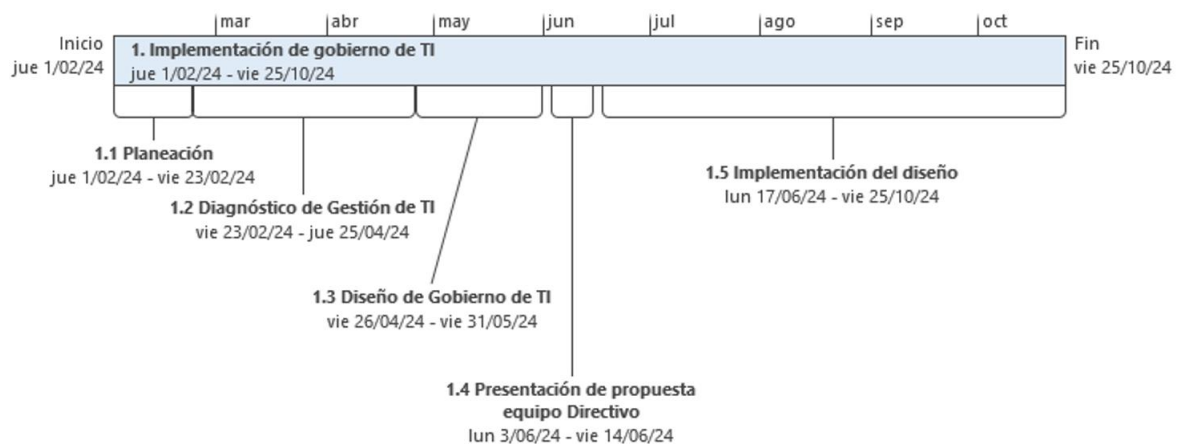 mar abr may jun jul ago sep oct
Inicio
jue 1/02/24
1. Implementación de gobierno de TI
jue 1/02/24 - vie 25/10/24
Fin
vie 25/10/24
1.1 Planeación
jue 1/02/24 - vie 23/02/24
1.2 Diagnóstico de Gestión de TI
vie 23/02/24 - jue 25/04/24
1.3 Diseño de Gobierno de TI
vie 26/04/24 - vie 31/05/24
1.4 Presentación de propuesta
equipo Directivo
lun 3/06/24 - vie 14/06/24
1.5 Implementación del diseño
lun 17/06/24 - vie 25/10/24